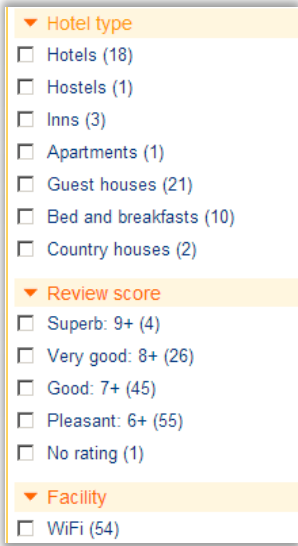 Hotel type
Hotels (18)
Hostels (1)
Inns (3)
Apartments (1)
Guest houses (21)
Bed and breakfasts (10)
Country houses (2)
Review score
Superb: 9+ (4)
Very good: 8+ (26)
Good: 7+ (45)
Pleasant: 6+ (55)
No rating (1)
Facility
WiFi (54)